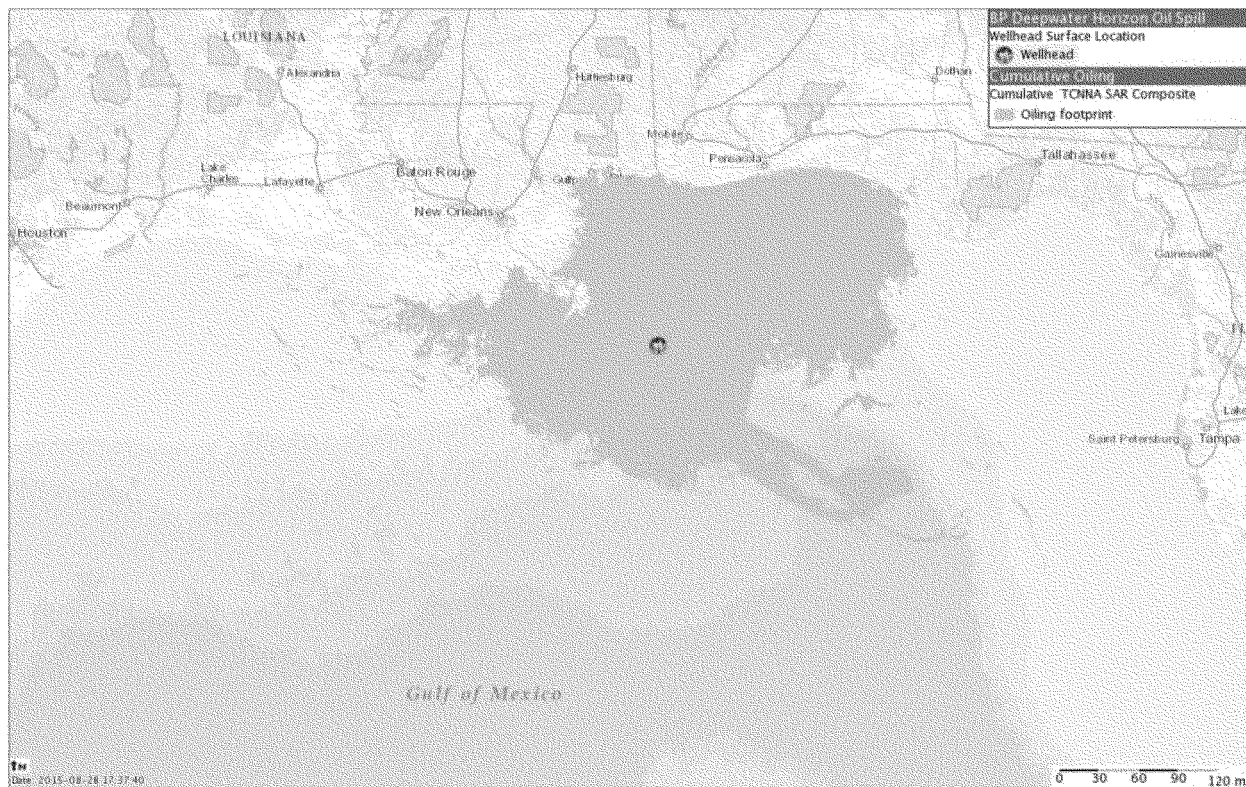 BP Deepwater Horizon Oil Spill
Wellhead Surface Location
Wellhead
Cumulative Oiling
Cumulative TCNNA SAR Composite
Oiling footprint
LOUISIANA
Alexandria
Hattiesburg
Dothan
Mobile
Pensacola
Tallahassee
Lake
Charles
Lafayette
Baton Rouge
Beaumont
New Orleans
Houston
Gainesville
Lake
Saint Petersburg
Tampa
Gulf of Mexico
N
Date: 2015-08-28 17:37:40
0 30 60 90 120 m